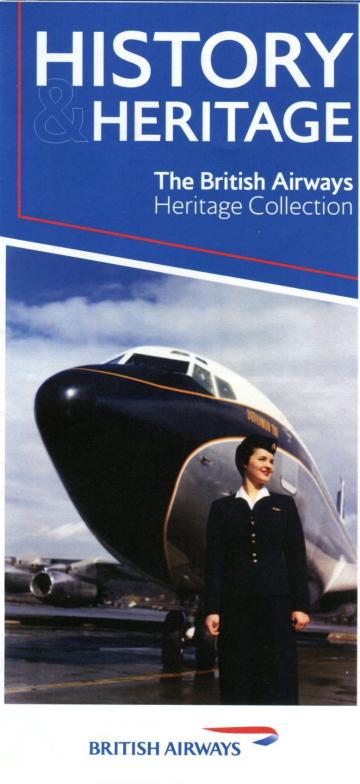 HISTORY
& HERITAGE
The British Airways
Heritage Collection
BRITISH AIRWAYS